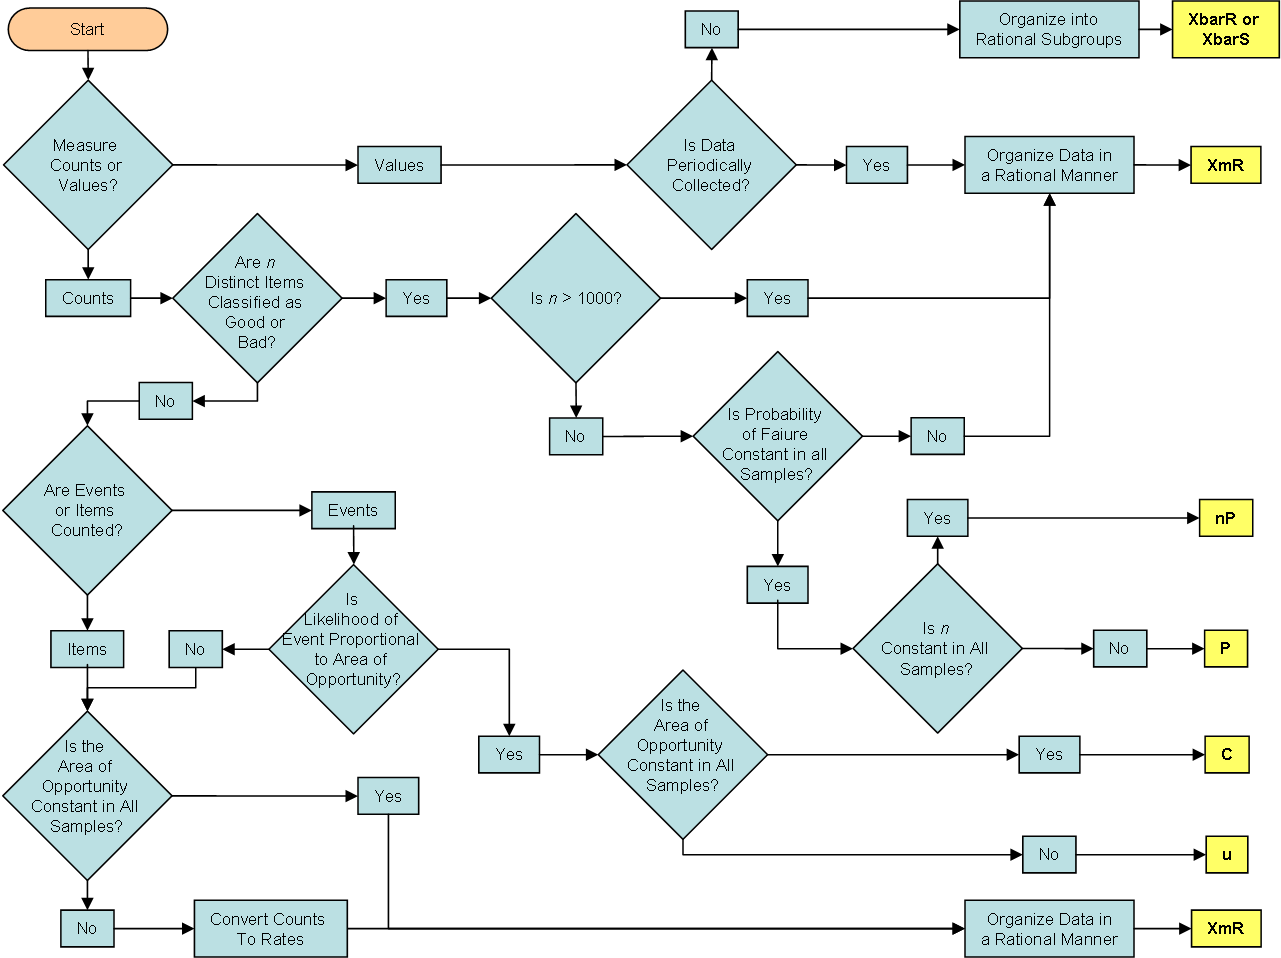 Start
No
Organize into
Rational Subgroups
XbarR or
XbarS
Measure
Counts or
Values?
Values
Is Data
Periodically
Collected?
Yes
Organize Data in
a Rational Manner
XmR
Counts
Are n
Distinct Items
Classified as
Good or
Bad?
Yes
Is n > 1000?
Yes
No
No
Is Probability
of Faiure
Constant in all
Samples?
No
Are Events
or Items
Counted?
Events
Yes
nP
Yes
Is
Likelihood of
Event Proportional
to Area of
Opportunity?
Is n
Constant in All
Samples?
No
P
Items
No
Is the
Area of
Opportunity
Constant in All
Samples?
Yes
Is the
Area of
Opportunity
Constant in All
Samples?
Yes
C
Yes
No
u
No
Convert Counts
To Rates
Organize Data in
a Rational Manner
XmR